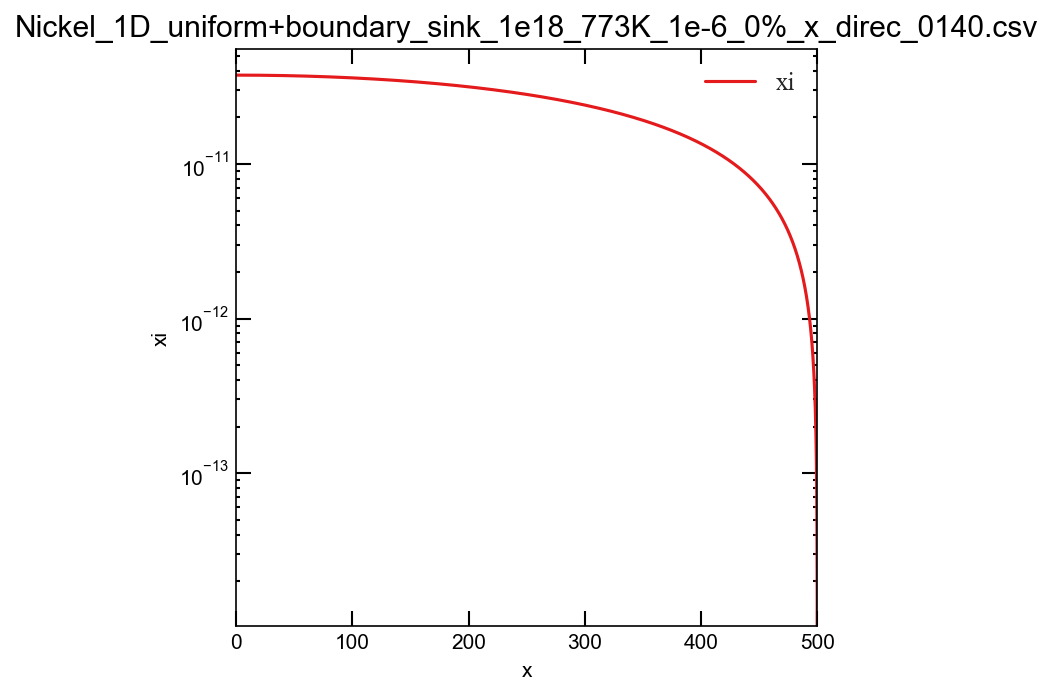 Nickel_1D_uniform+boundary_sink_1e18_773K_1e-6_0%_x_direc_0140.csv
xi
10⁻¹¹
10⁻¹²
10⁻¹³
xi
0 100 200 300 400 500
x